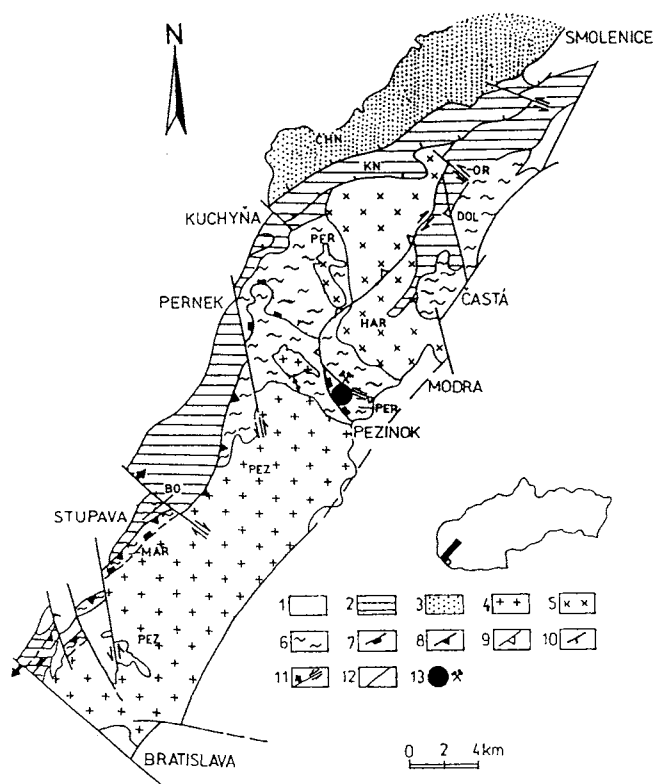 N
SMOLENICE
CHN
KN
OR
KUCHYŇA
DOL
PER
PERNEK
ČASTÁ
HAR
MODRA
PER
PEZINOK
PEZ
BO
STUPAVA
MAR
PEZ
1 2 3 4 5
6 7 8 9 10
11 12 13
BRATISLAVA
0 2 4km